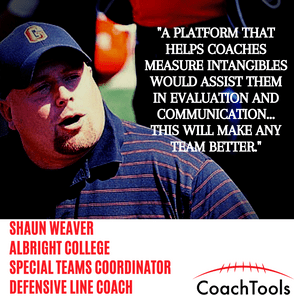 "A PLATFORM THAT
HELPS COACHES
MEASURE INTANGIBLES
WOULD ASSIST THEM
IN EVALUATION AND
COMMUNICATION...
THIS WILL MAKE ANY
TEAM BETTER."
SHAUN WEAVER
ALBRIGHT COLLEGE
SPECIAL TEAMS COORDINATOR
DEFENSIVE LINE COACH
CoachTools